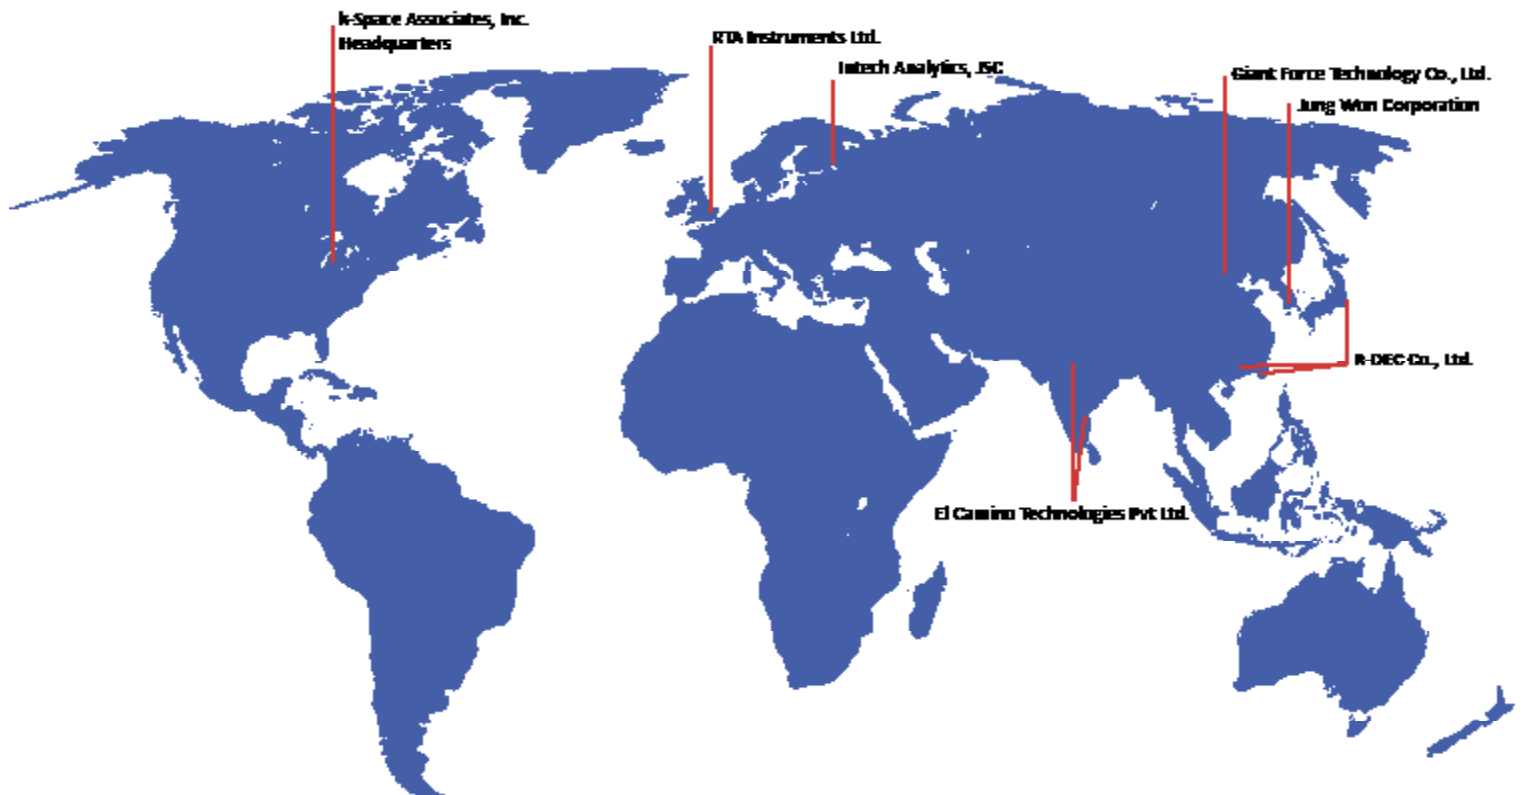 k-Space Associates, Inc.
Headquarters
RTA Instruments Ltd.
Intech Analytics, JSC
Giant Force Technology Co., Ltd.
Jung Won Corporation
R-DEC Co., Ltd.
El Camino Technologies Pvt Ltd.